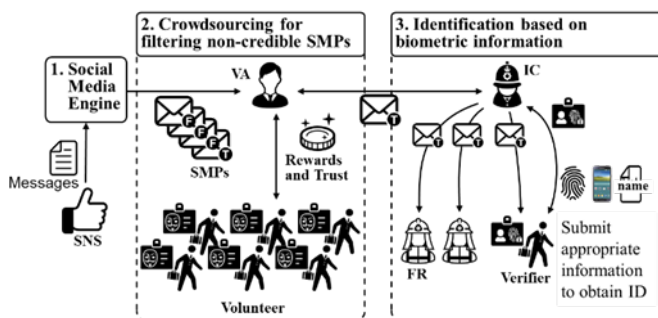 1. Social
Media
Engine
Messages
SNS
2. Crowdsourcing for
filtering non-credible SMPs
VA
F
F
F
T
SMPs
Rewards
and Trust
Volunteer
T
3. Identification based on
biometric information
IC
T
T
T
name
FR
Verifier
Submit
appropriate
information
to obtain ID